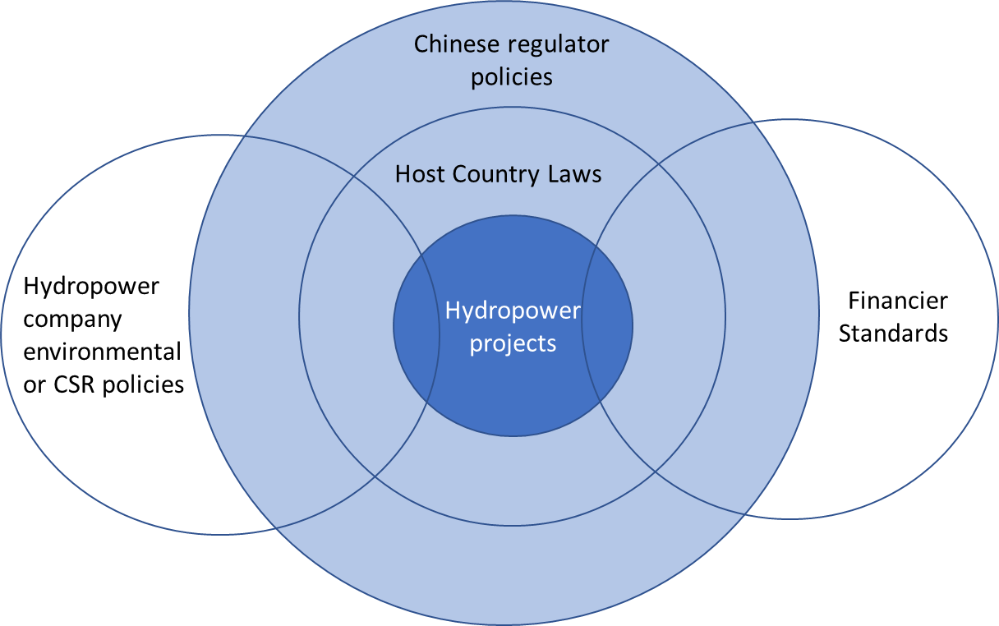 Chinese regulator
policies
Host Country Laws
Hydropower
company
environmental
or CSR policies
Hydropower
projects
Financier
Standards